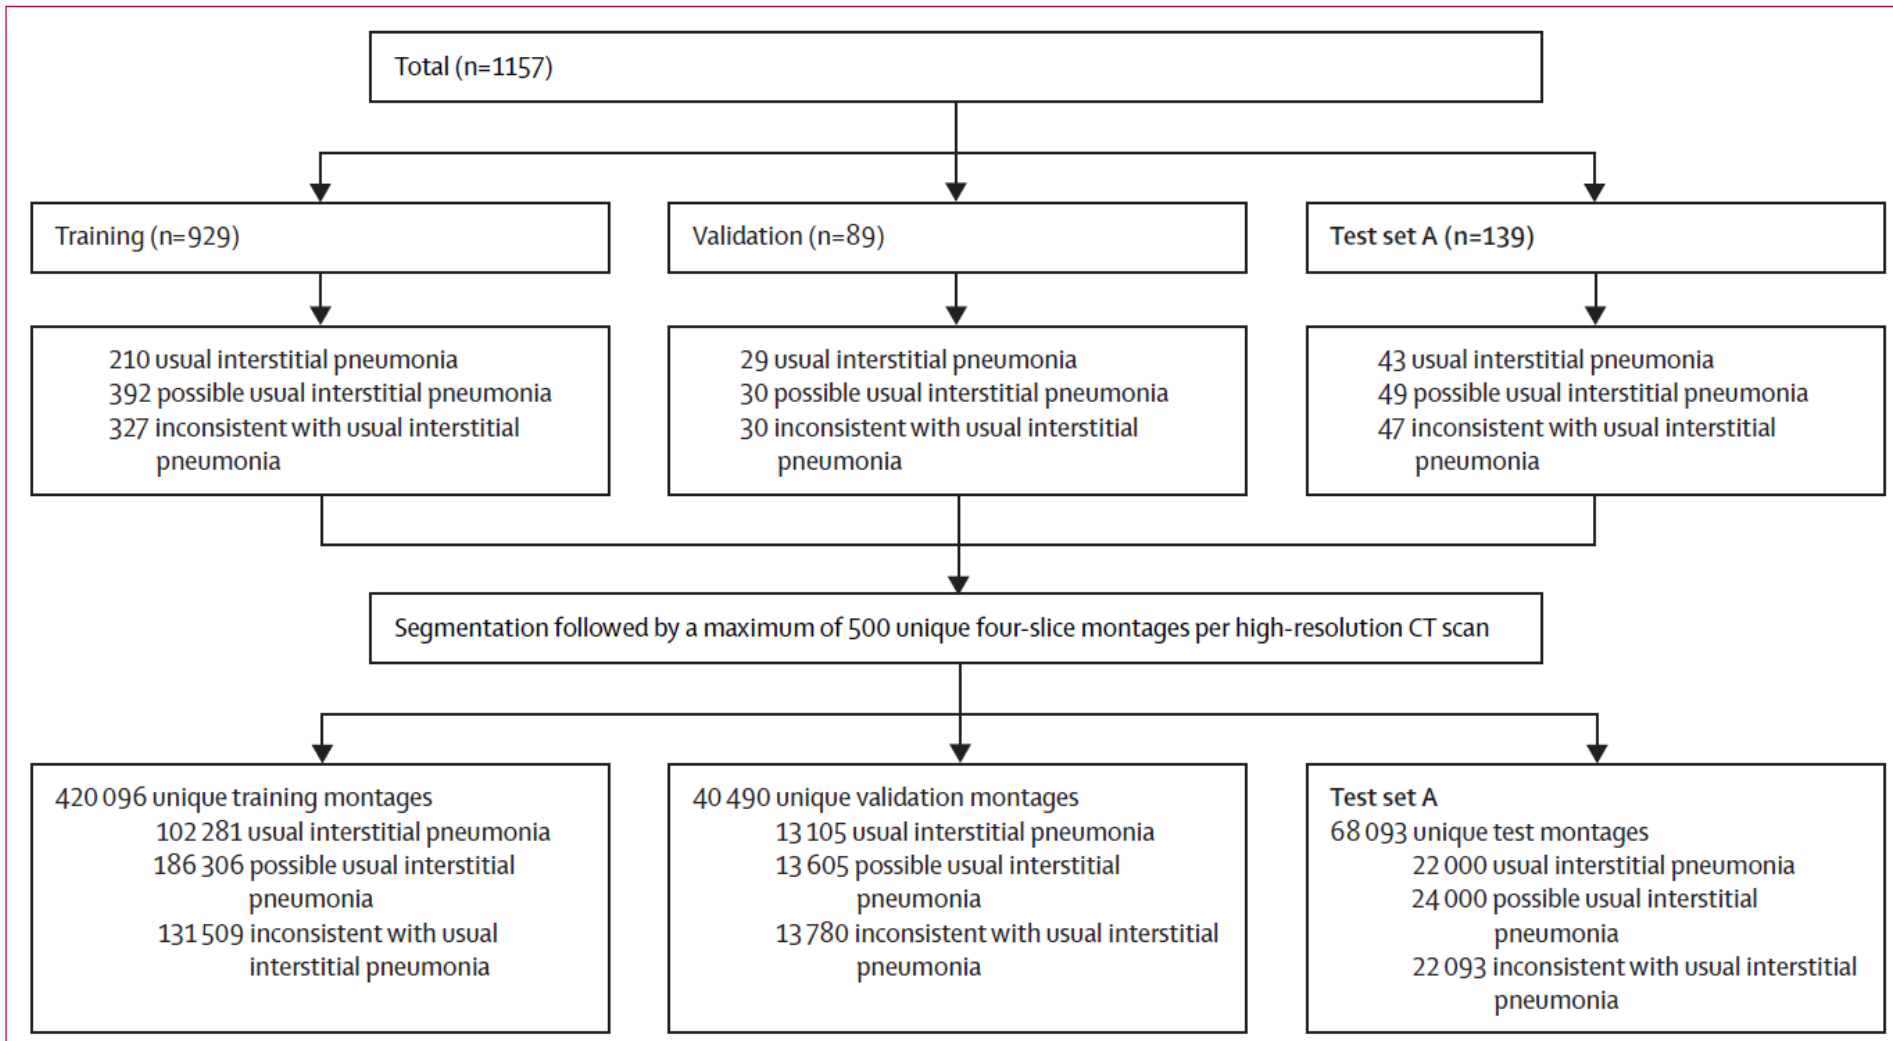 Total (n=1157)
Training (n=929)
Validation (n=89)
Test set A (n=139)
210 usual interstitial pneumonia
392 possible usual interstitial pneumonia
327 inconsistent with usual interstitial
pneumonia
29 usual interstitial pneumonia
30 possible usual interstitial pneumonia
30 inconsistent with usual interstitial
pneumonia
43 usual interstitial pneumonia
49 possible usual interstitial pneumonia
47 inconsistent with usual interstitial
pneumonia
Segmentation followed by a maximum of 500 unique four-slice montages per high-resolution CT scan
420 096 unique training montages
102 281 usual interstitial pneumonia
186 306 possible usual interstitial
pneumonia
131 509 inconsistent with usual
interstitial pneumonia
40 490 unique validation montages
13 105 usual interstitial pneumonia
13 605 possible usual interstitial
pneumonia
13 780 inconsistent with usual interstitial
pneumonia
Test set A
68 093 unique test montages
22 000 usual interstitial pneumonia
24 000 possible usual interstitial
pneumonia
22 093 inconsistent with usual interstitial
pneumonia